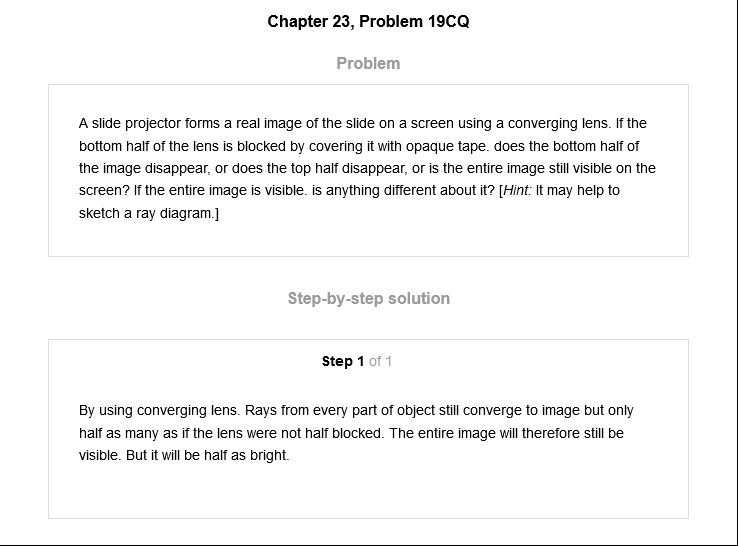 Chapter 23, Problem 19CQ
Problem
A slide projector forms a real image of the slide on a screen using a converging lens. If the
bottom half of the lens is blocked by covering it with opaque tape. does the bottom half of
the image disappear, or does the top half disappear, or is the entire image still visible on the
screen? If the entire image is visible. is anything different about it? [Hint: It may help to
sketch a ray diagram.]
Step-by-step solution
Step 1 of 1
By using converging lens. Rays from every part of object still converge to image but only
half as many as if the lens were not half blocked. The entire image will therefore still be
visible. But it will be half as bright.